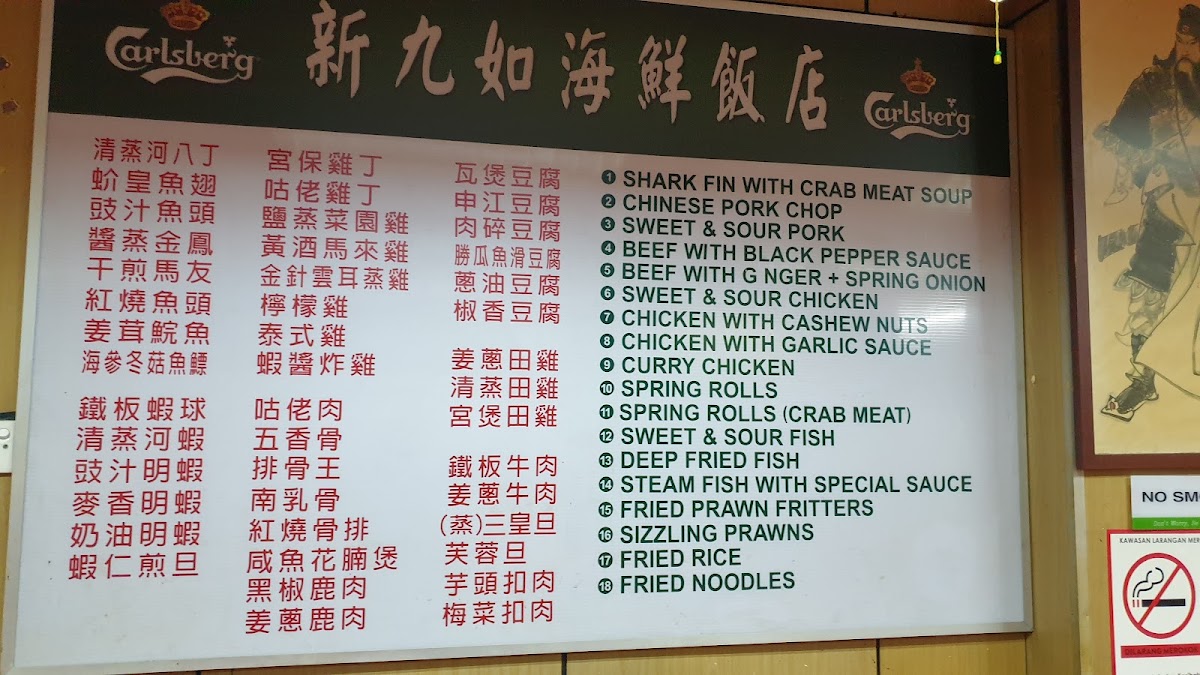 Carlsberg
新九如海鮮飯店
Carlsberg
清蒸河八丁
蚧皇魚翅
豉汁魚頭
醬蒸金鳳
干煎馬友
紅燒魚頭
姜茸鯇魚
海參冬菇魚鰾
鐵板蝦球
清蒸河蝦
豉汁明蝦
麥香明蝦
奶油明蝦
蝦仁煎旦
宮保雞丁
咕佬雞丁
鹽蒸菜園雞
黃酒馬來雞
金針雲耳蒸雞
檸檬雞
泰式雞
蝦醬炸雞
咕佬肉
五香骨
排骨王
南乳骨
紅燒骨排
咸魚花腩煲
黑椒鹿肉
姜蔥鹿肉
瓦煲豆腐
申江豆腐
肉碎豆腐
勝瓜魚滑豆腐
蔥油豆腐
椒香豆腐
姜蔥田雞
清蒸田雞
宮煲田雞
鐵板牛肉
姜蔥牛肉
(蒸)三皇旦
芙蓉旦
芋頭扣肉
梅菜扣肉
1 SHARK FIN WITH CRAB MEAT SOUP
2 CHINESE PORK CHOP
3 SWEET & SOUR PORK
4 BEEF WITH BLACK PEPPER SAUCE
5 BEEF WITH G NGER + SPRING ONION
6 SWEET & SOUR CHICKEN
7 CHICKEN WITH CASHEW NUTS
8 CHICKEN WITH GARLIC SAUCE
9 CURRY CHICKEN
10 SPRING ROLLS
11 SPRING ROLLS (CRAB MEAT)
12 SWEET & SOUR FISH
13 DEEP FRIED FISH
14 STEAM FISH WITH SPECIAL SAUCE
15 FRIED PRAWN FRITTERS
16 SIZZLING PRAWNS
17 FRIED RICE
18 FRIED NOODLES
NO SMO
KAWASAN LARANGAN MER
DILARANG MEROKOK